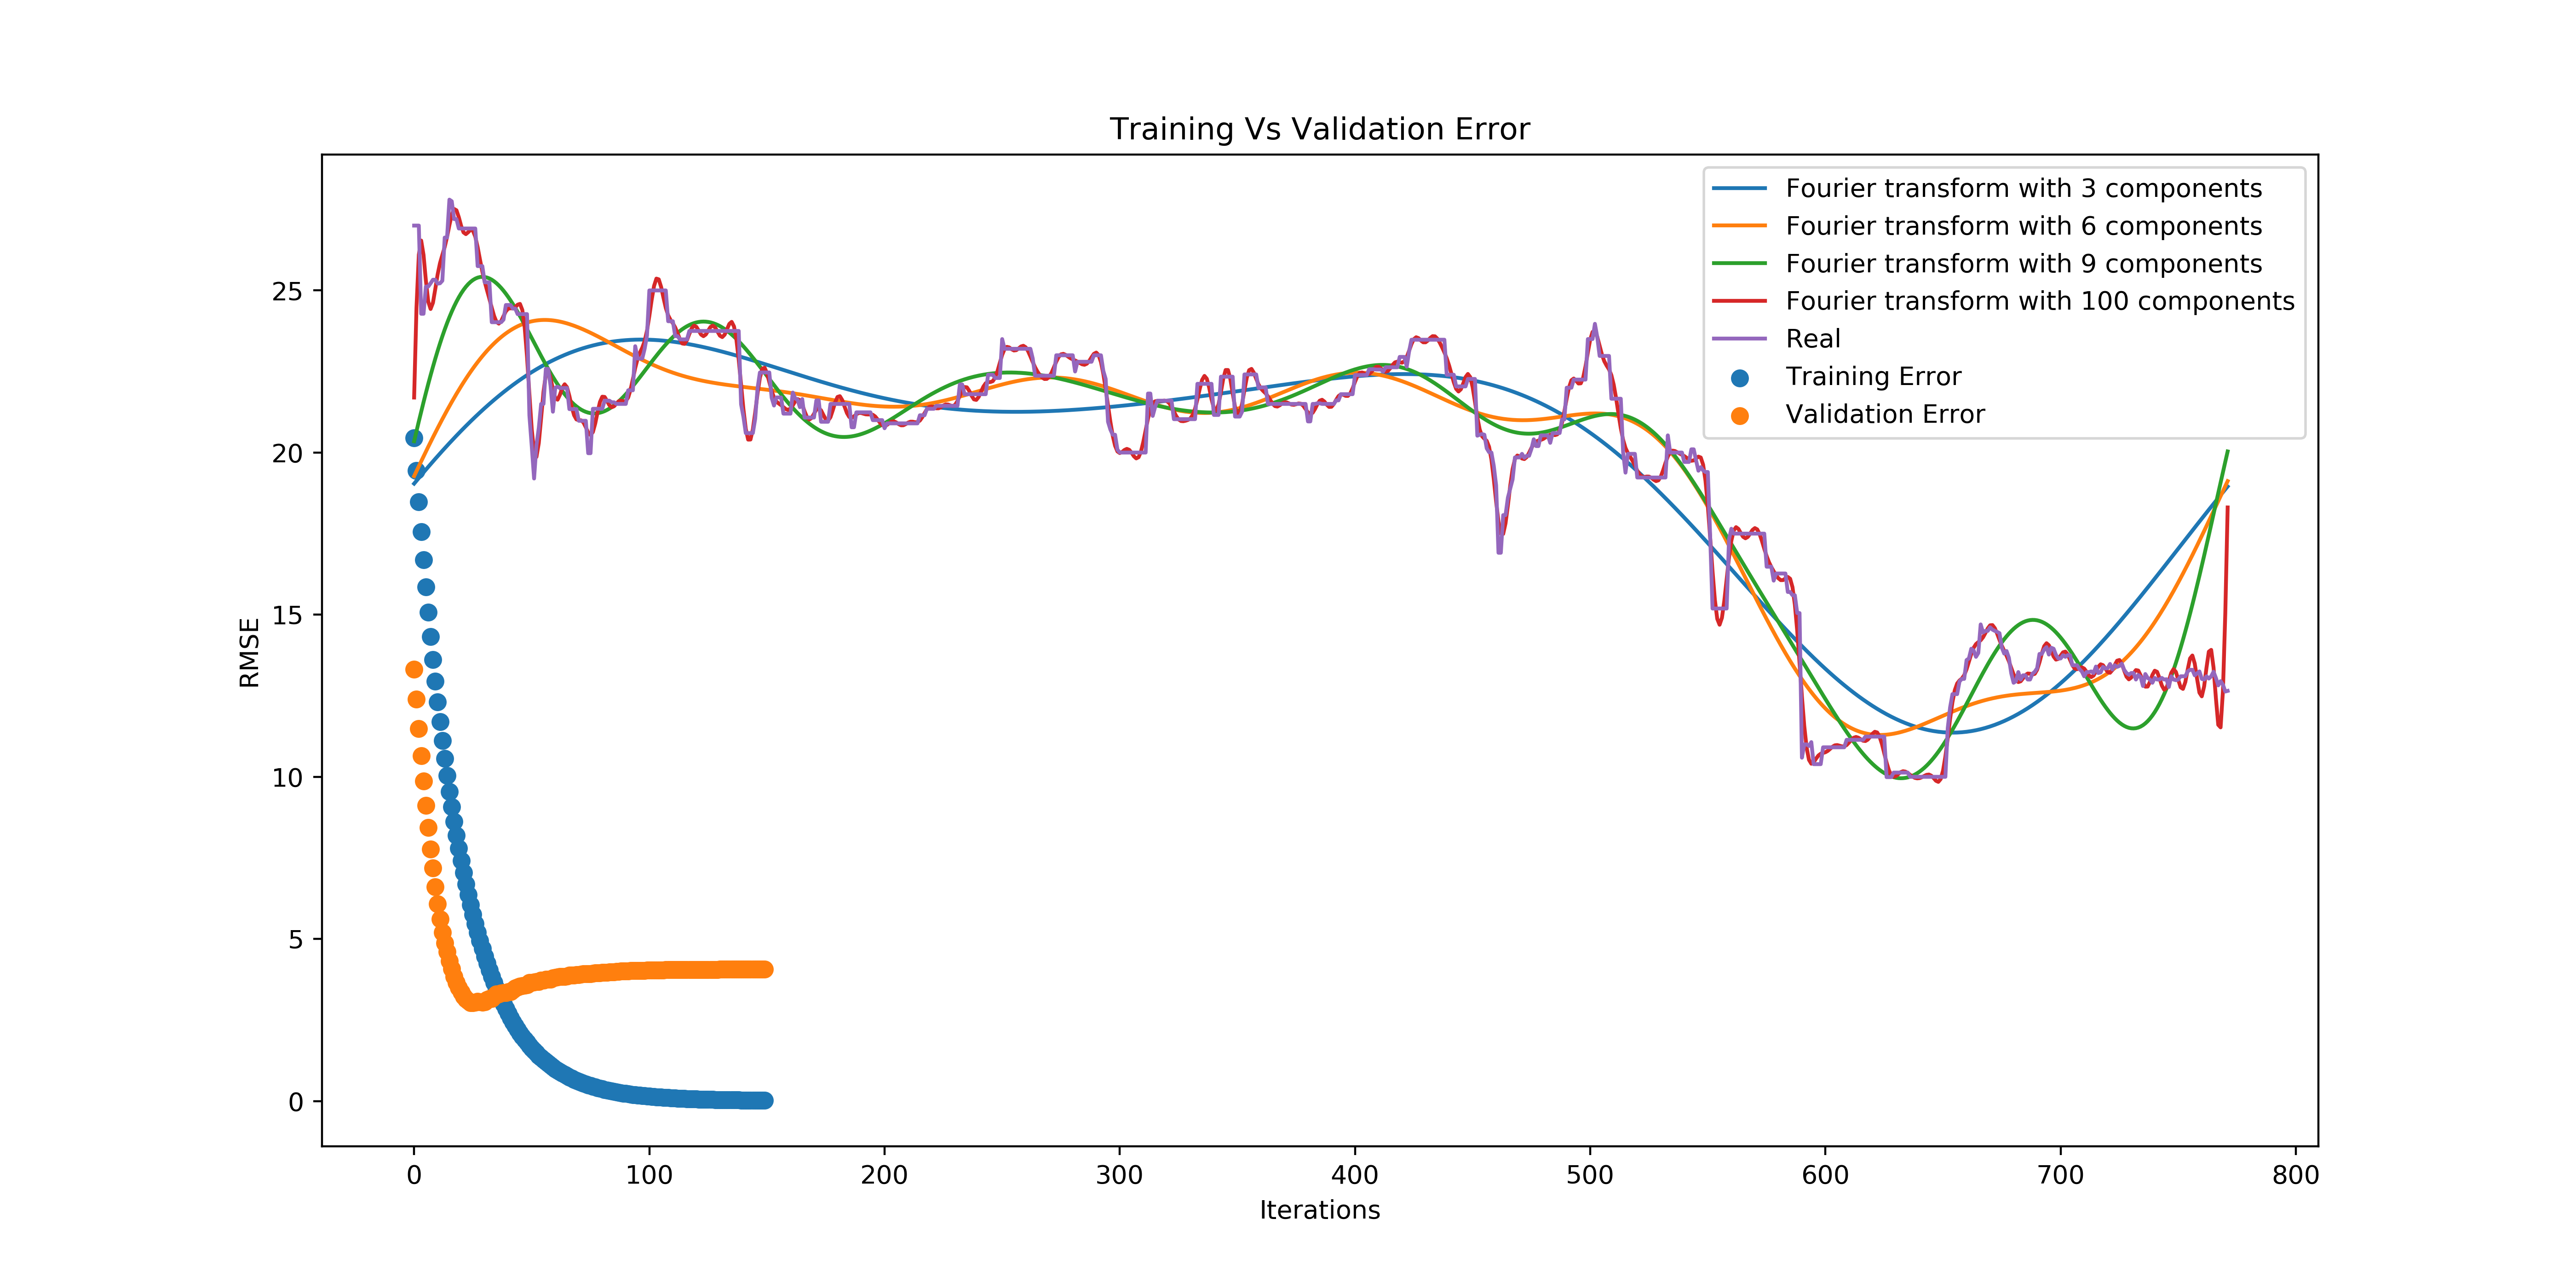 Training Vs Validation Error
Fourier transform with 3 components
Fourier transform with 6 components
Fourier transform with 9 components
Fourier transform with 100 components
Real
Training Error
Validation Error
RMSE
25
20
15
10
5
0
0 100 200 300 400 500 600 700 800
Iterations